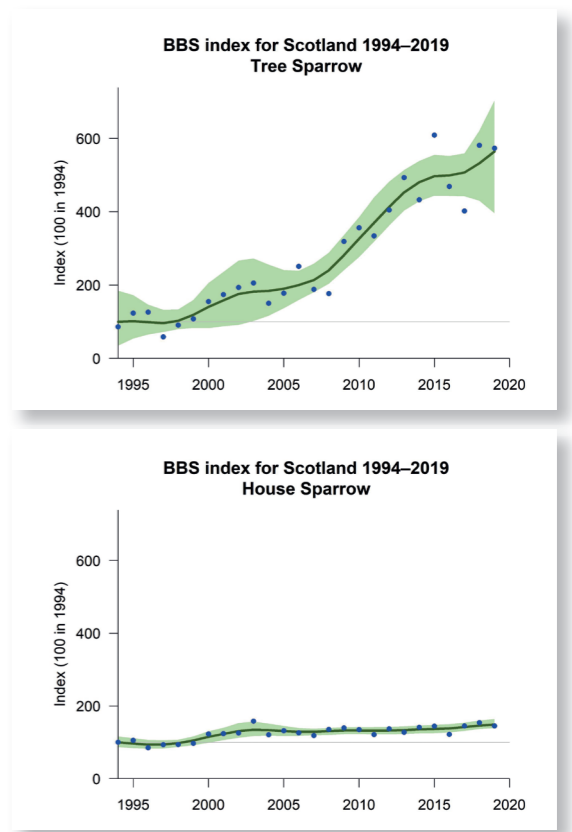 BBS index for Scotland 1994–2019
Tree Sparrow
Index (100 in 1994)
600
400
200
0
1995 2000 2005 2010 2015 2020
BBS index for Scotland 1994–2019
House Sparrow
Index (100 in 1994)
600
400
200
0
1995 2000 2005 2010 2015 2020